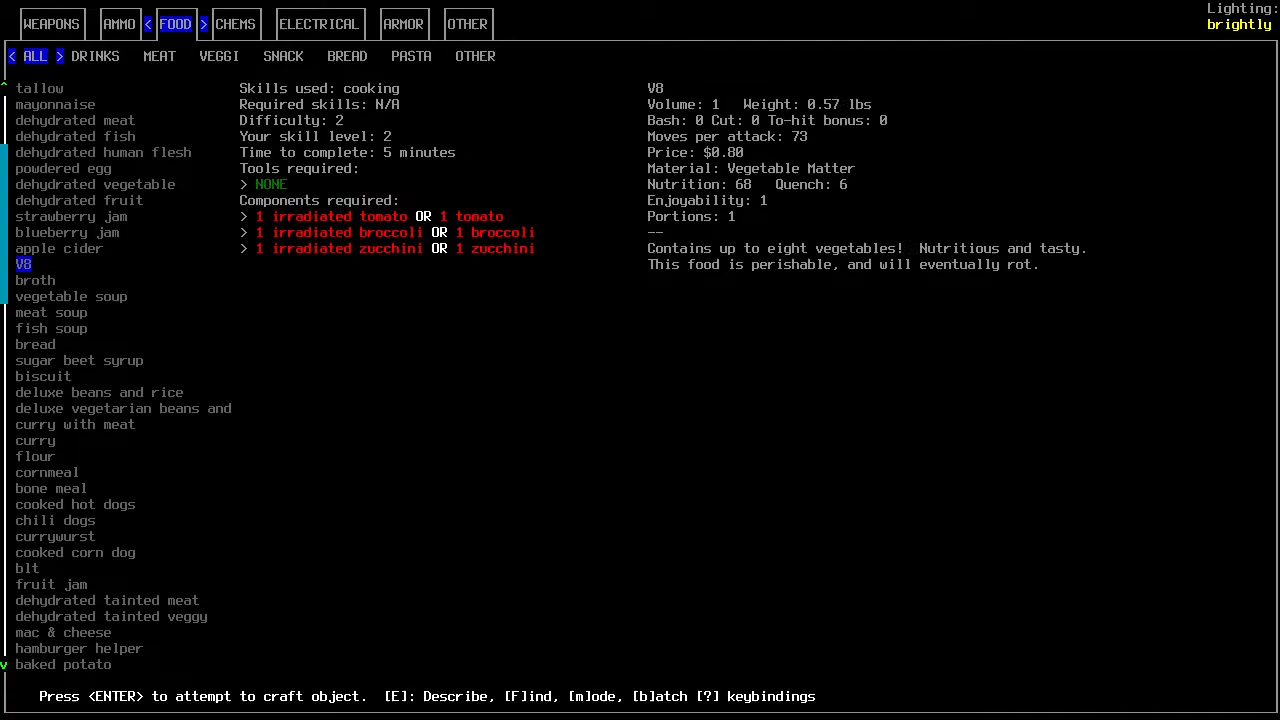 Lighting:
WEAPONS AMMO < FOOD > CHEMS ELECTRICAL ARMOR OTHER brightly
< ALL > DRINKS MEAT VEGGI SNACK BREAD PASTA OTHER
^ tallow
mayonnaise
dehydrated meat
dehydrated fish
dehydrated human flesh
powdered egg
dehydrated vegetable
dehydrated fruit
strawberry jam
blueberry jam
apple cider
V8
broth
vegetable soup
meat soup
fish soup
bread
sugar beet syrup
biscuit
deluxe beans and rice
deluxe vegetarian beans and
curry with meat
curry
flour
cornmeal
bone meal
cooked hot dogs
chili dogs
currywurst
cooked corn dog
blt
fruit jam
dehydrated tainted meat
dehydrated tainted veggy
mac & cheese
hamburger helper
v baked potato
Skills used: cooking
Required skills: N/A
Difficulty: 2
Your skill level: 2
Time to complete: 5 minutes
Tools required:
> NONE
Components required:
> 1 irradiated tomato OR 1 tomato
> 1 irradiated broccoli OR 1 broccoli
> 1 irradiated zucchini OR 1 zucchini
V8
Volume: 1 Weight: 0.57 lbs
Bash: 0 Cut: 0 To-hit bonus: 0
Moves per attack: 73
Price: $0.80
Material: Vegetable Matter
Nutrition: 68 Quench: 6
Enjoyability: 1
Portions: 1
--
Contains up to eight vegetables! Nutritious and tasty.
This food is perishable, and will eventually rot.
Press <ENTER> to attempt to craft object. [E]: Describe, [F]ind, [m]ode, [b]atch [?] keybindings